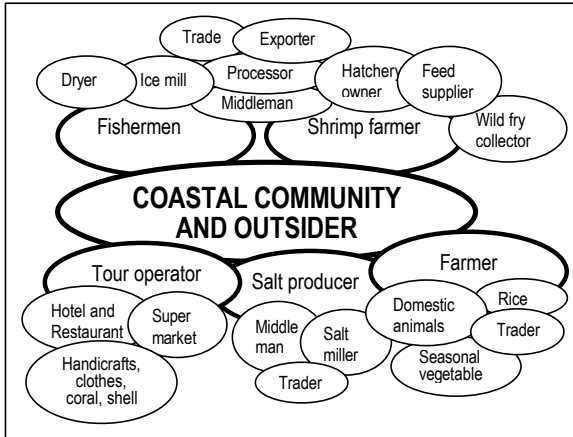 Trade
Exporter
Dryer
Ice mill
Processor
Hatchery
owner
Feed
supplier
Middleman
Fishermen
Shrimp farmer
Wild fry
collector
COASTAL COMMUNITY
AND OUTSIDER
Tour operator
Salt producer
Farmer
Hotel and
Restaurant
Super
market
Handicrafts,
clothes,
coral, shell
Middle
man
Salt
miller
Trader
Domestic
animals
Rice
Trader
Seasonal
vegetable